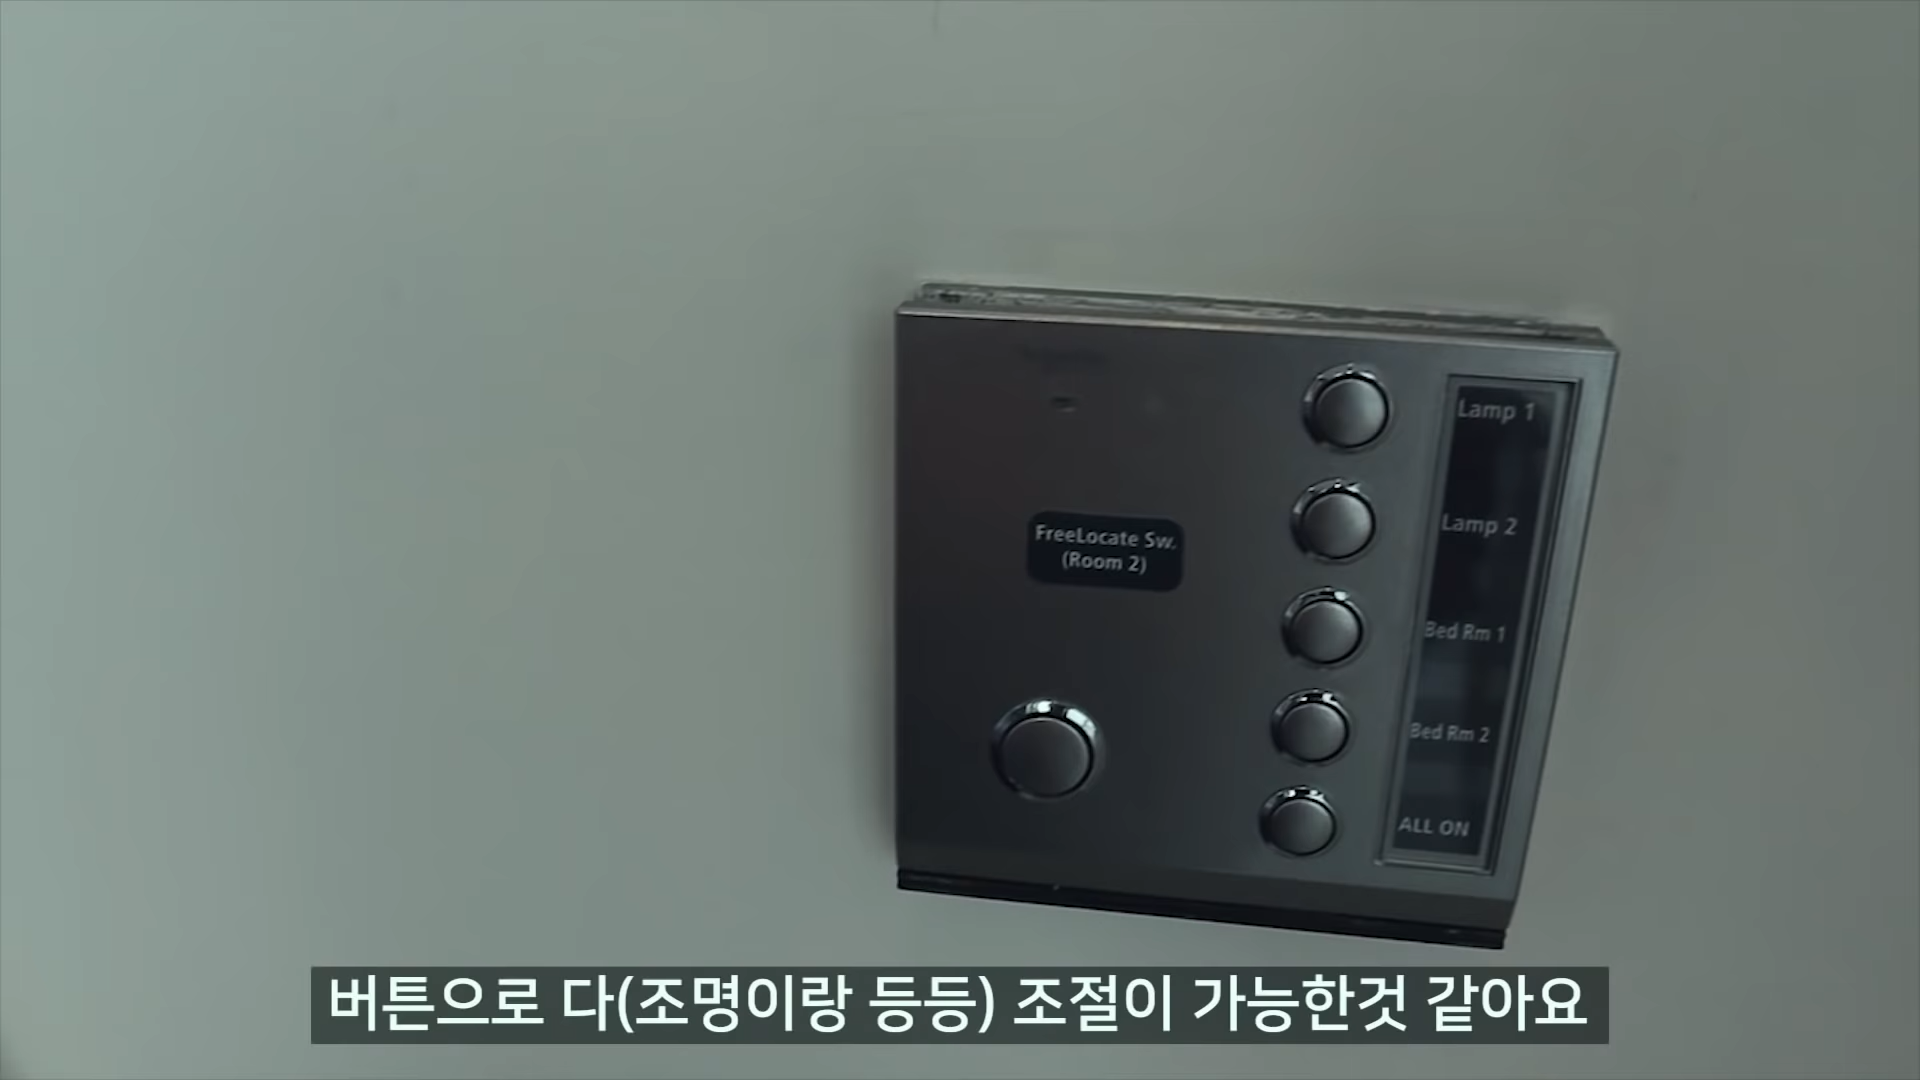 Lamp 1
FreeLocate Sw.
(Room 2)
Lamp 2
Bed Rm 1
Bed Rm 2
ALL ON
버튼으로 다(조명이랑 등등) 조절이 가능한것 같아요